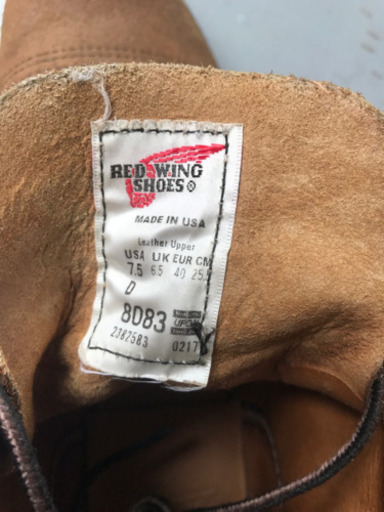 RED WING
SHOES®
MADE IN USA
Leather Upper
USA UK EUR CM
7.5 6.5 40 25.5
D
8D83
2382583 0217